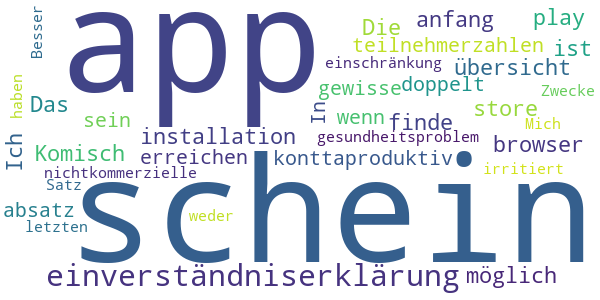 Besser
app
Die
anfang
play
teilnehmerzahlen
ist
einschränkung
übersicht
haben
Das
gewisse
doppelt
Zwecke
sein
In
wenn
finde
store
Mich
Ich
installation
gesundheitsproblem
browser
Komisch
erreichen
konttaproduktiv
irritiert
nichtkommerzielle
Satz
schein
absatz
weder
letzten
einverständniserklärung
möglich